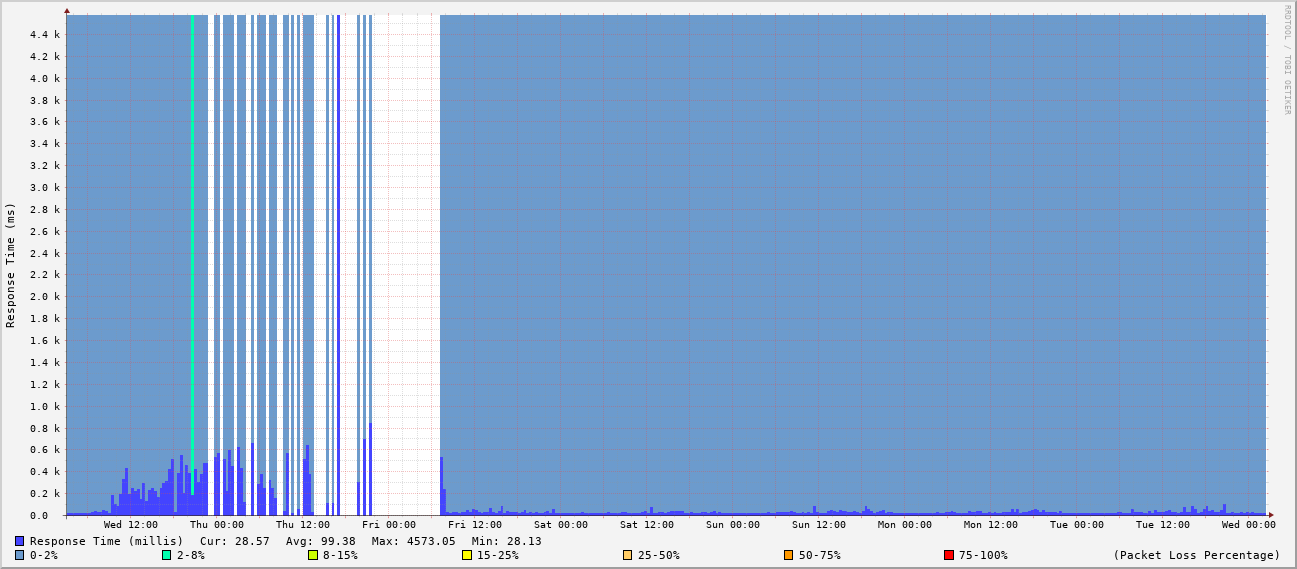 RRDTOOL / TOBI OETIKER
Response Time (ms)
4.4 k
4.2 k
4.0 k
3.8 k
3.6 k
3.4 k
3.2 k
3.0 k
2.8 k
2.6 k
2.4 k
2.2 k
2.0 k
1.8 k
1.6 k
1.4 k
1.2 k
1.0 k
0.8 k
0.6 k
0.4 k
0.2 k
0.0
Wed 12:00 Thu 00:00 Thu 12:00 Fri 00:00 Fri 12:00 Sat 00:00 Sat 12:00 Sun 00:00 Sun 12:00 Mon 00:00 Mon 12:00 Tue 00:00 Tue 12:00 Wed 00:00
Response Time (millis) Cur: 28.57 Avg: 99.38 Max: 4573.05 Min: 28.13
0-2% 2-8% 8-15% 15-25% 25-50% 50-75% 75-100% (Packet Loss Percentage)